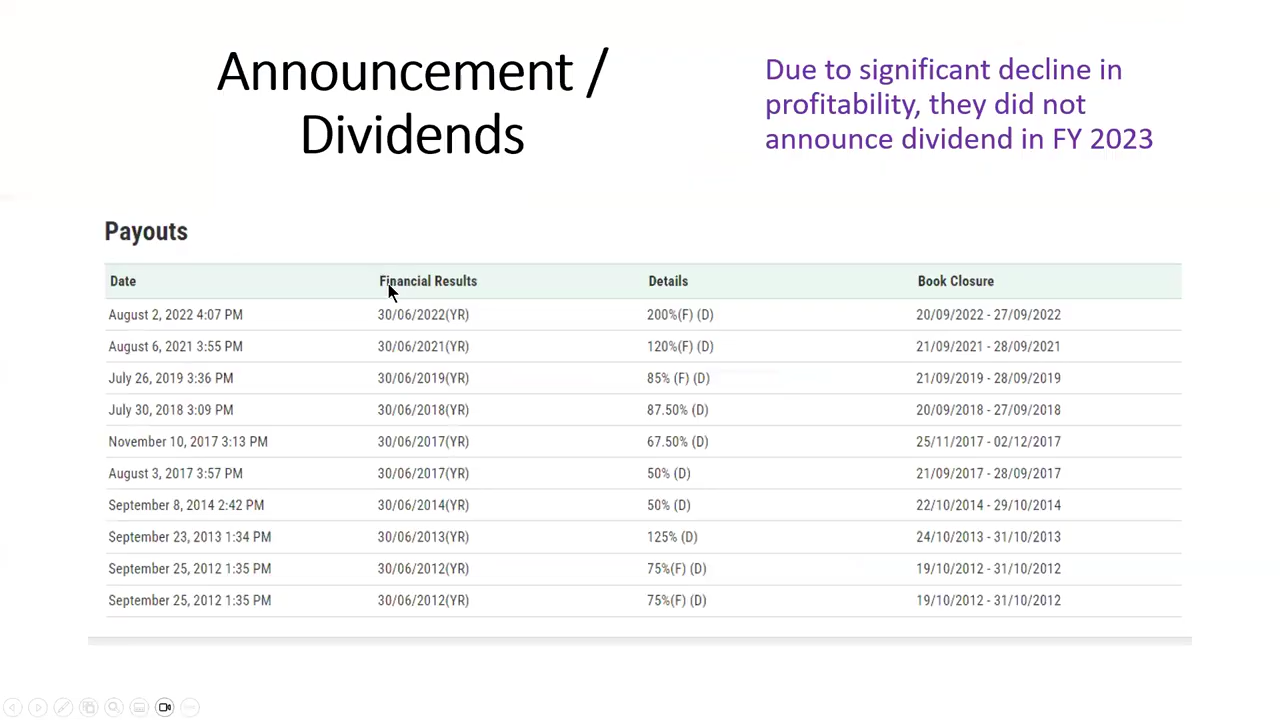 Announcement /
Dividends
Due to significant decline in
profitability, they did not
announce dividend in FY 2023
Payouts
Date Financial Results Details Book Closure
August 2, 2022 4:07 PM 30/06/2022(YR) 200%(F) (D) 20/09/2022 - 27/09/2022
August 6, 2021 3:55 PM 30/06/2021(YR) 120%(F) (D) 21/09/2021 - 28/09/2021
July 26, 2019 3:36 PM 30/06/2019(YR) 85% (F) (D) 21/09/2019 - 28/09/2019
July 30, 2018 3:09 PM 30/06/2018(YR) 87.50% (D) 20/09/2018 - 27/09/2018
November 10, 2017 3:13 PM 30/06/2017(YR) 67.50% (D) 25/11/2017 - 02/12/2017
August 3, 2017 3:57 PM 30/06/2017(YR) 50% (D) 21/09/2017 - 28/09/2017
September 8, 2014 2:42 PM 30/06/2014(YR) 50% (D) 22/10/2014 - 29/10/2014
September 23, 2013 1:34 PM 30/06/2013(YR) 125% (D) 24/10/2013 - 31/10/2013
September 25, 2012 1:35 PM 30/06/2012(YR) 75%(F) (D) 19/10/2012 - 31/10/2012
September 25, 2012 1:35 PM 30/06/2012(YR) 75%(F) (D) 19/10/2012 - 31/10/2012